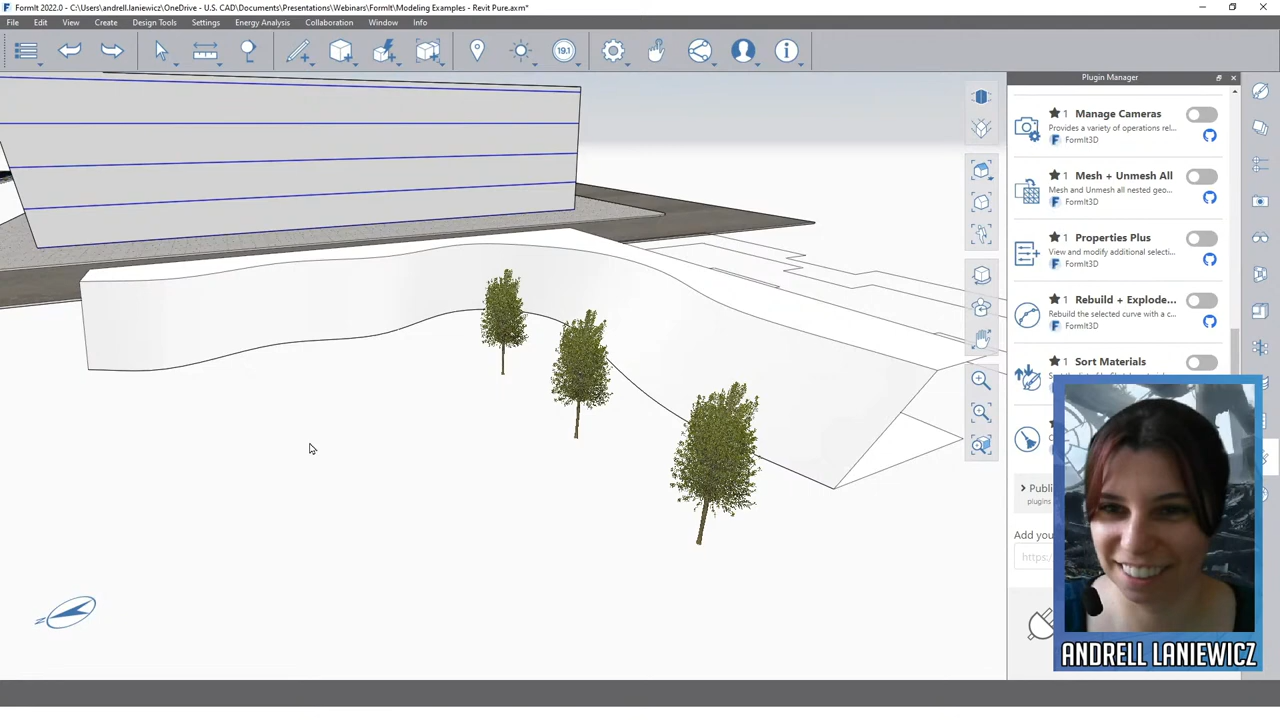 FormIt 2022.0 - C:\Users\andrell.laniewicz\OneDrive - U.S. CAD\Documents\Presentations\Webinars\FormIt\Modeling Examples - Revit Pure.axm*
File Edit View Create Design Tools Settings Energy Analysis Collaboration Window Info
19.1
Plugin Manager
1 Manage Cameras
Provides a variety of operations rel...
FormIt3D
1 Mesh + Unmesh All
Mesh and Unmesh all nested geo...
FormIt3D
1 Properties Plus
View and modify additional selecti...
FormIt3D
1 Rebuild + Explode...
Rebuild the selected curve with a c...
FormIt3D
1 Sort Materials
Publi
plugins
Add you
https:
ANDRELL LANIEWICZ